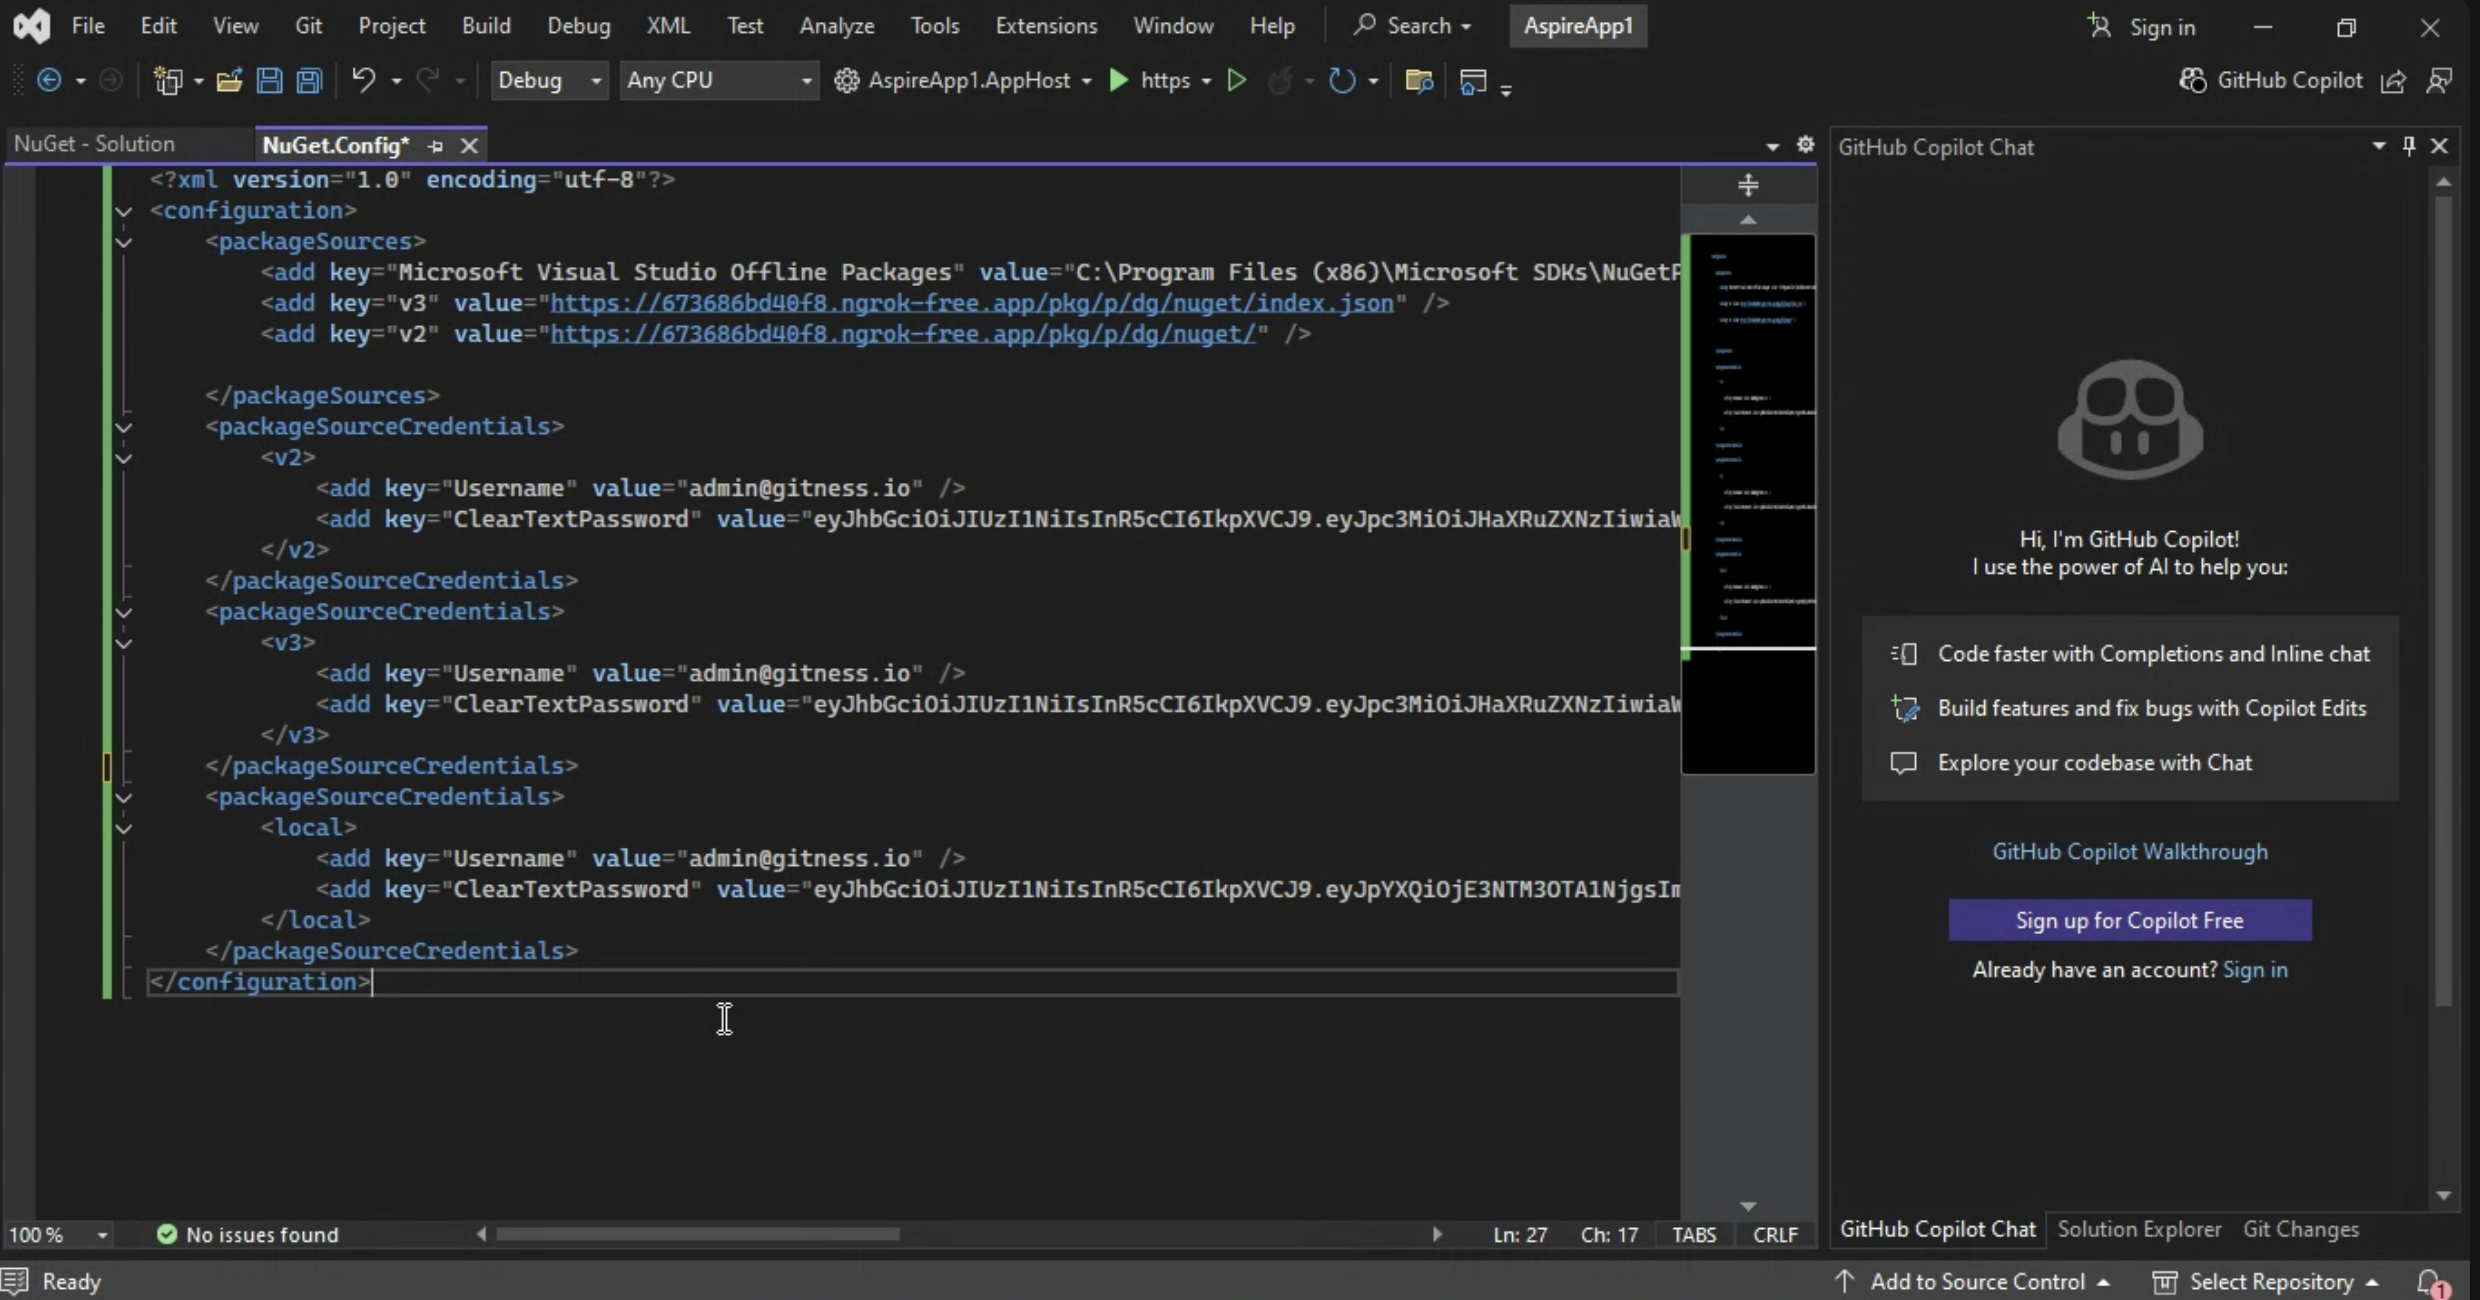 File Edit View Git Project Build Debug XML Test Analyze Tools Extensions Window Help Search AspireApp1 Sign in
Debug Any CPU AspireApp1.AppHost https GitHub Copilot
NuGet - Solution NuGet.Config*
<?xml version="1.0" encoding="utf-8"?>
<configuration>
<packageSources>
<add key="Microsoft Visual Studio Offline Packages" value="C:\Program Files (x86)\Microsoft SDKs\NuGetP
<add key="v3" value="https://673686bd40f8.ngrok-free.app/pkg/p/dg/nuget/index.json" />
<add key="v2" value="https://673686bd40f8.ngrok-free.app/pkg/p/dg/nuget/" />
</packageSources>
<packageSourceCredentials>
<v2>
<add key="Username" value="admin@gitness.io" />
<add key="ClearTextPassword" value="eyJhbGciOiJIUzI1NiIsInR5cCI6IkpXVCJ9.eyJpc3MiOiJHaXRuZXNzIiwiaW
</v2>
</packageSourceCredentials>
<packageSourceCredentials>
<v3>
<add key="Username" value="admin@gitness.io" />
<add key="ClearTextPassword" value="eyJhbGciOiJIUzI1NiIsInR5cCI6IkpXVCJ9.eyJpc3MiOiJHaXRuZXNzIiwiaW
</v3>
</packageSourceCredentials>
<packageSourceCredentials>
<local>
<add key="Username" value="admin@gitness.io" />
<add key="ClearTextPassword" value="eyJhbGciOiJIUzI1NiIsInR5cCI6IkpXVCJ9.eyJpYXQiOjE3NTM3OTA1NjgsIm
</local>
</packageSourceCredentials>
</configuration>
100 % No issues found Ln: 27 Ch: 17 TABS CRLF
GitHub Copilot Chat
Hi, I'm GitHub Copilot!
I use the power of AI to help you:
Code faster with Completions and Inline chat
Build features and fix bugs with Copilot Edits
Explore your codebase with Chat
GitHub Copilot Walkthrough
Sign up for Copilot Free
Already have an account? Sign in
GitHub Copilot Chat Solution Explorer Git Changes
Ready Add to Source Control Select Repository 1